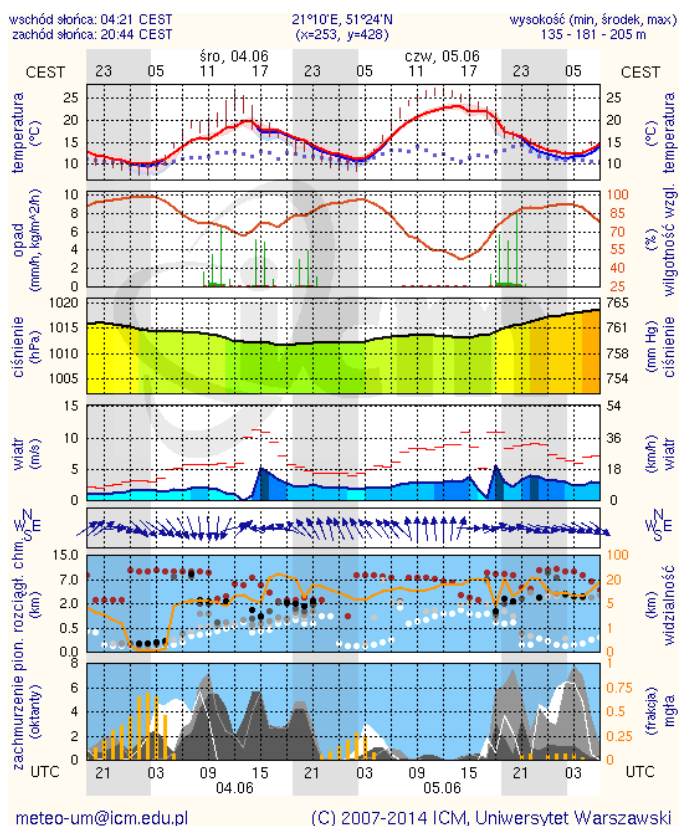 wschód słońca: 04:21 CEST 21°10'E, 51°24'N wysokość (min, środek, max)
zachód słońca: 20:44 CEST (x=253, y=428) 135 - 181 - 205 m
śro, 04.06 czw, 05.06
CEST 23 05 11 17 23 05 11 17 23 05 CEST
temperatura (°C)
25 20 15 10
25 20 15 10
temperatura (°C)
opad (mm/h, kg/m^2/h)
10 8 6 4 2 0
100 85 70 55 40 25
(%) wilgotność wzgl.
ciśnienie (hPa)
1020 1015 1010 1005
765 761 758 754
(mm Hg) ciśnienie
wiatr (m/s)
15 10 5 0
54 36 18 0
(km/h) wiatr
N W E S
N W E S
pion. rozciągł. chm. (km)
15.0 7.0 2.0 0.5 0.0
100 20 5 1 0
(km) widzialność
zachmurzenie (oktanty)
8 6 4 2 0
1 0.75 0.5 0.25 0
(frakcja) mgła
UTC 21 03 09 15 21 03 09 15 21 03 UTC
04.06 05.06
icm
meteo-um@icm.edu.pl (C) 2007-2014 ICM, Uniwersytet Warszawski